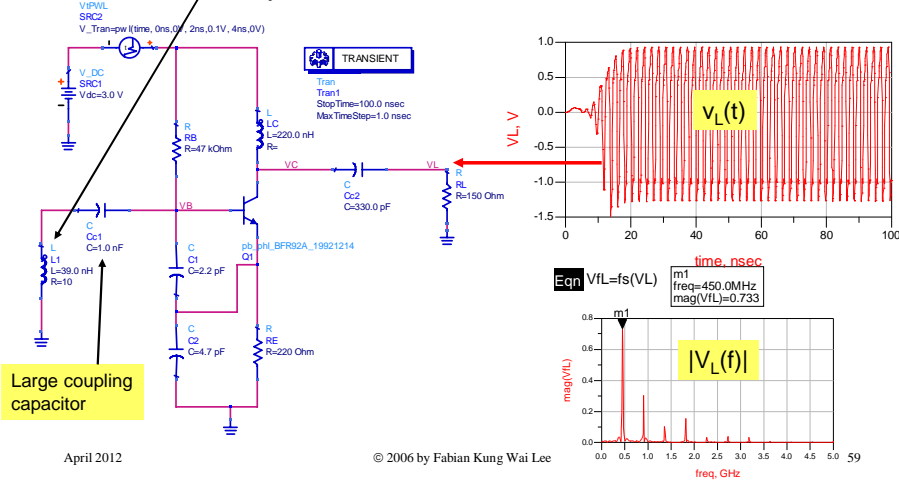 VtPWL
SRC2
V_Tran=pwl(time, 0ns,0V, 2ns,0.1V, 4ns,0V)
V_DC
SRC1
Vdc=3.0 V
R
RB
R=47 kOhm
L
LC
L=220.0 nH
R=
TRANSIENT
Tran
Tran1
StopTime=100.0 nsec
MaxTimeStep=1.0 nsec
VC
C
Cc2
C=330.0 pF
VL
R
RL
R=150 Ohm
VB
C
Cc1
C=1.0 nF
L
L1
L=39.0 nH
R=10
pb_phl_BFR92A_19921214
Q1
C
C1
C=2.2 pF
C
C2
C=4.7 pF
R
RE
R=220 Ohm
Large coupling
capacitor
VL, V
1.0
0.5
0.0
-0.5
-1.0
-1.5
vL(t)
0 20 40 60 80 100
time, nsec
Eqn VfL=fs(VL)
m1
freq=450.0MHz
mag(VfL)=0.733
m1
mag(VfL)
0.8
0.6
0.4
0.2
0.0
|VL(f)|
0.0 0.5 1.0 1.5 2.0 2.5 3.0 3.5 4.0 4.5 5.0
freq, GHz
April 2012
© 2006 by Fabian Kung Wai Lee
59